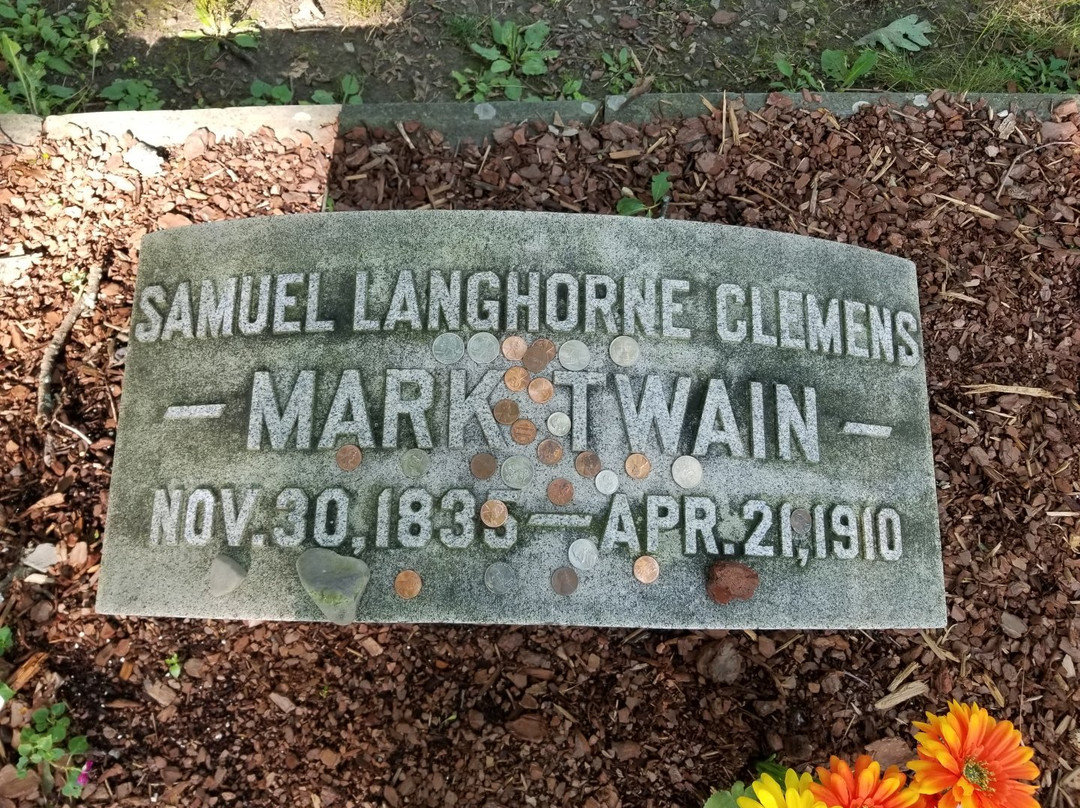 SAMUEL LANGHORNE CLEMENS
— MARK TWAIN —
NOV. 30, 1835 — APR. 21, 1910